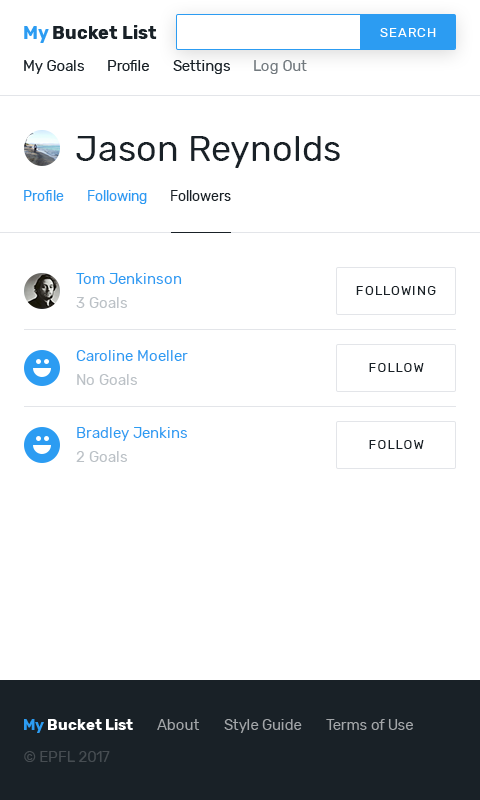 My Bucket List SEARCH
My Goals Profile Settings Log Out
Jason Reynolds
Profile Following Followers
Tom Jenkinson
3 Goals
FOLLOWING
Caroline Moeller
No Goals
FOLLOW
Bradley Jenkins
2 Goals
FOLLOW
My Bucket List About Style Guide Terms of Use
© EPFL 2017